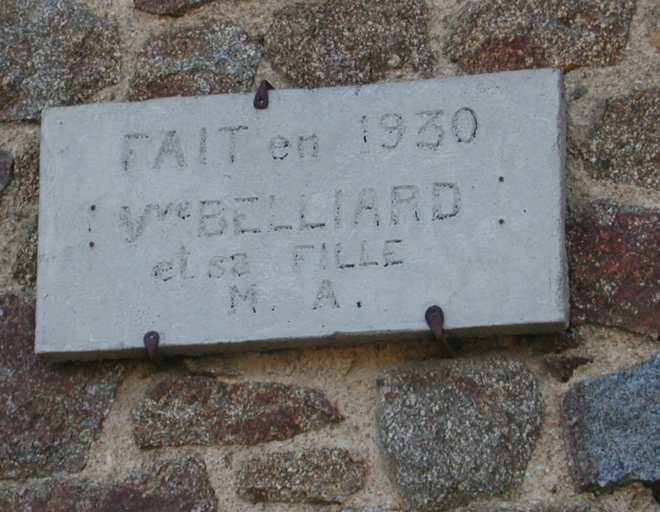 FAIT en 1930
Vve BELLIARD
et sa FILLE
M. A.